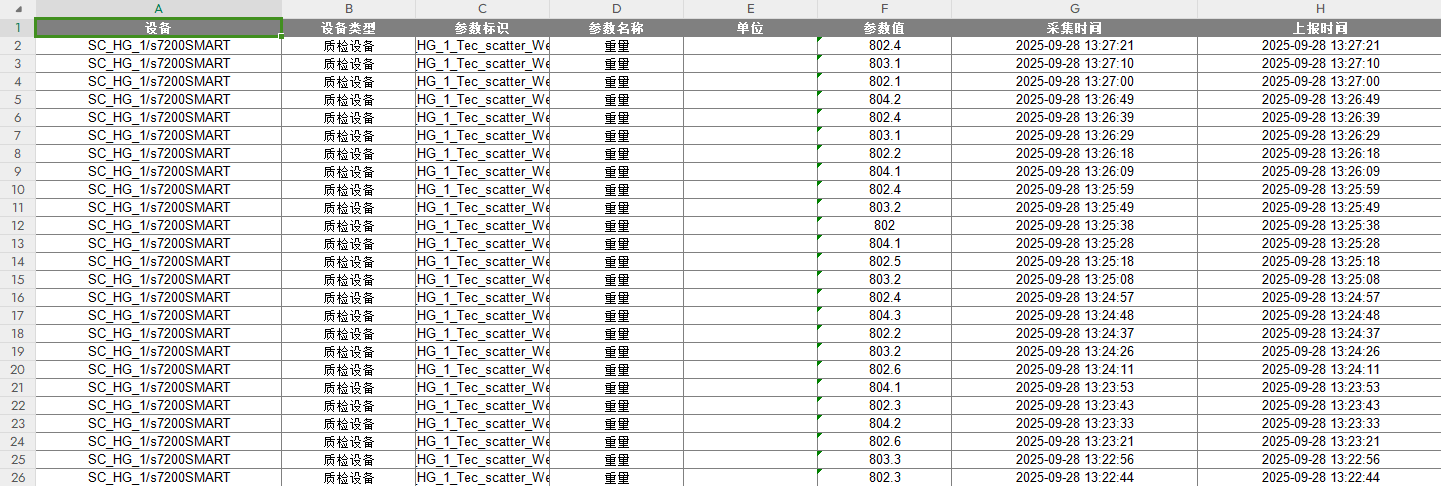 A B C D E F G H
1 设备 设备类型 参数标识 参数名称 单位 参数值 采集时间 上报时间
2 SC_HG_1/s7200SMART 质检设备 HG_1_Tec_scatter_We 重量 802.4 2025-09-28 13:27:21 2025-09-28 13:27:21
3 SC_HG_1/s7200SMART 质检设备 HG_1_Tec_scatter_We 重量 803.1 2025-09-28 13:27:10 2025-09-28 13:27:10
4 SC_HG_1/s7200SMART 质检设备 HG_1_Tec_scatter_We 重量 802.1 2025-09-28 13:27:00 2025-09-28 13:27:00
5 SC_HG_1/s7200SMART 质检设备 HG_1_Tec_scatter_We 重量 804.2 2025-09-28 13:26:49 2025-09-28 13:26:49
6 SC_HG_1/s7200SMART 质检设备 HG_1_Tec_scatter_We 重量 802.4 2025-09-28 13:26:39 2025-09-28 13:26:39
7 SC_HG_1/s7200SMART 质检设备 HG_1_Tec_scatter_We 重量 803.1 2025-09-28 13:26:29 2025-09-28 13:26:29
8 SC_HG_1/s7200SMART 质检设备 HG_1_Tec_scatter_We 重量 802.2 2025-09-28 13:26:18 2025-09-28 13:26:18
9 SC_HG_1/s7200SMART 质检设备 HG_1_Tec_scatter_We 重量 804.1 2025-09-28 13:26:09 2025-09-28 13:26:09
10 SC_HG_1/s7200SMART 质检设备 HG_1_Tec_scatter_We 重量 802.4 2025-09-28 13:25:59 2025-09-28 13:25:59
11 SC_HG_1/s7200SMART 质检设备 HG_1_Tec_scatter_We 重量 803.2 2025-09-28 13:25:49 2025-09-28 13:25:49
12 SC_HG_1/s7200SMART 质检设备 HG_1_Tec_scatter_We 重量 802 2025-09-28 13:25:38 2025-09-28 13:25:38
13 SC_HG_1/s7200SMART 质检设备 HG_1_Tec_scatter_We 重量 804.1 2025-09-28 13:25:28 2025-09-28 13:25:28
14 SC_HG_1/s7200SMART 质检设备 HG_1_Tec_scatter_We 重量 802.5 2025-09-28 13:25:18 2025-09-28 13:25:18
15 SC_HG_1/s7200SMART 质检设备 HG_1_Tec_scatter_We 重量 803.2 2025-09-28 13:25:08 2025-09-28 13:25:08
16 SC_HG_1/s7200SMART 质检设备 HG_1_Tec_scatter_We 重量 802.4 2025-09-28 13:24:57 2025-09-28 13:24:57
17 SC_HG_1/s7200SMART 质检设备 HG_1_Tec_scatter_We 重量 804.3 2025-09-28 13:24:48 2025-09-28 13:24:48
18 SC_HG_1/s7200SMART 质检设备 HG_1_Tec_scatter_We 重量 802.2 2025-09-28 13:24:37 2025-09-28 13:24:37
19 SC_HG_1/s7200SMART 质检设备 HG_1_Tec_scatter_We 重量 803.2 2025-09-28 13:24:26 2025-09-28 13:24:26
20 SC_HG_1/s7200SMART 质检设备 HG_1_Tec_scatter_We 重量 802.6 2025-09-28 13:24:11 2025-09-28 13:24:11
21 SC_HG_1/s7200SMART 质检设备 HG_1_Tec_scatter_We 重量 804.1 2025-09-28 13:23:53 2025-09-28 13:23:53
22 SC_HG_1/s7200SMART 质检设备 HG_1_Tec_scatter_We 重量 802.3 2025-09-28 13:23:43 2025-09-28 13:23:43
23 SC_HG_1/s7200SMART 质检设备 HG_1_Tec_scatter_We 重量 804.2 2025-09-28 13:23:33 2025-09-28 13:23:33
24 SC_HG_1/s7200SMART 质检设备 HG_1_Tec_scatter_We 重量 802.6 2025-09-28 13:23:21 2025-09-28 13:23:21
25 SC_HG_1/s7200SMART 质检设备 HG_1_Tec_scatter_We 重量 803.3 2025-09-28 13:22:56 2025-09-28 13:22:56
26 SC_HG_1/s7200SMART 质检设备 HG_1_Tec_scatter_We 重量 802.3 2025-09-28 13:22:44 2025-09-28 13:22:44